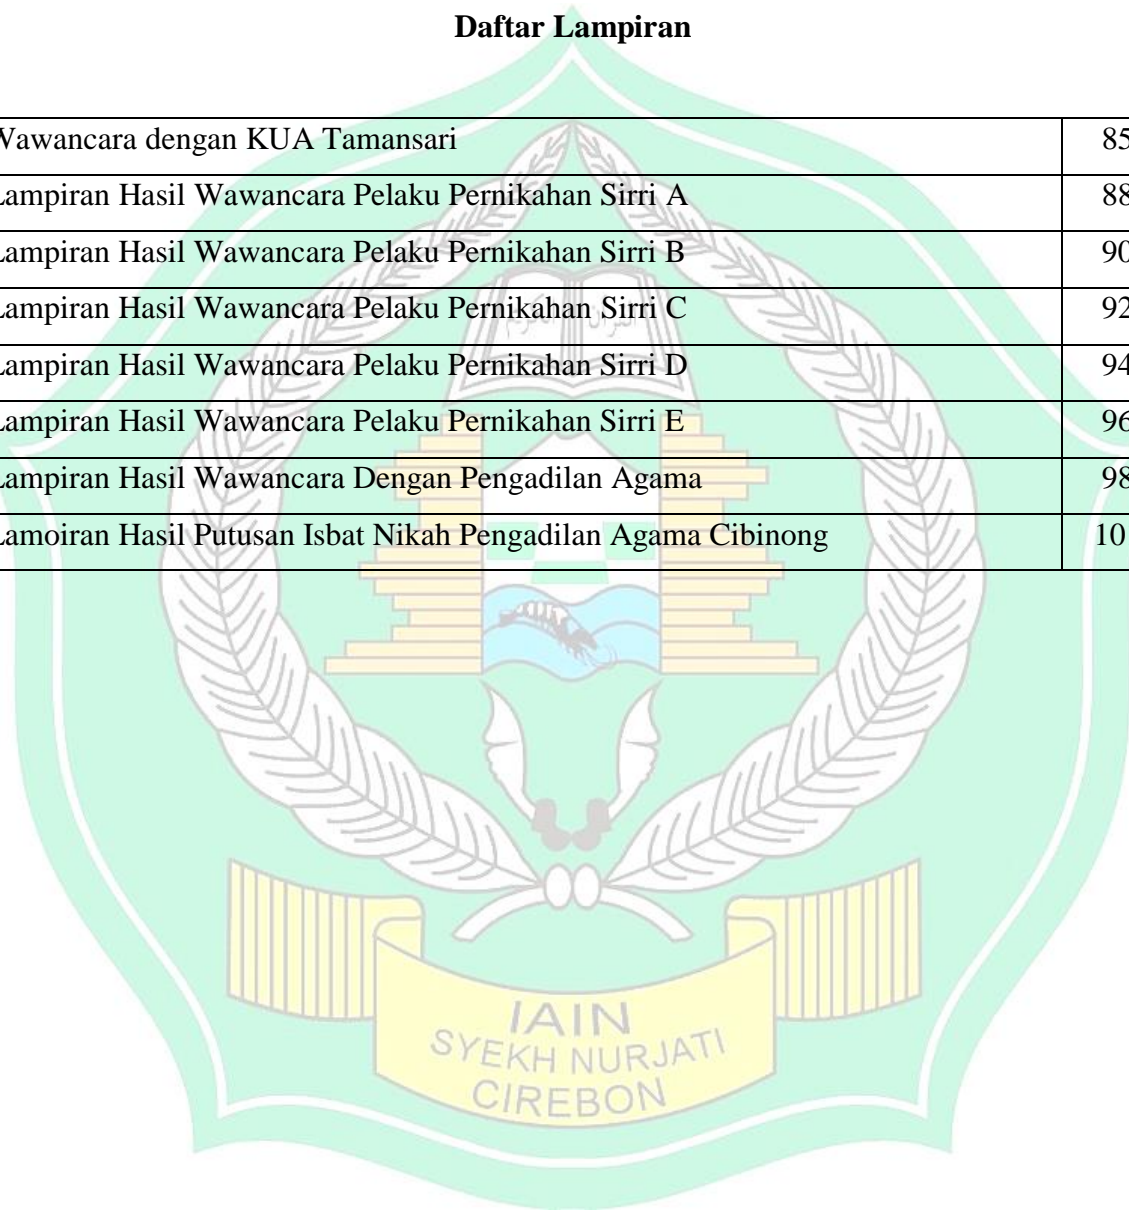 Daftar Lampiran
Wawancara dengan KUA Tamansari 85
Lampiran Hasil Wawancara Pelaku Pernikahan Sirri A 88
Lampiran Hasil Wawancara Pelaku Pernikahan Sirri B 90
Lampiran Hasil Wawancara Pelaku Pernikahan Sirri C 92
Lampiran Hasil Wawancara Pelaku Pernikahan Sirri D 94
Lampiran Hasil Wawancara Pelaku Pernikahan Sirri E 96
Lampiran Hasil Wawancara Dengan Pengadilan Agama 98
Lamoiran Hasil Putusan Isbat Nikah Pengadilan Agama Cibinong 10
IAIN
SYEKH NURJATI
CIREBON